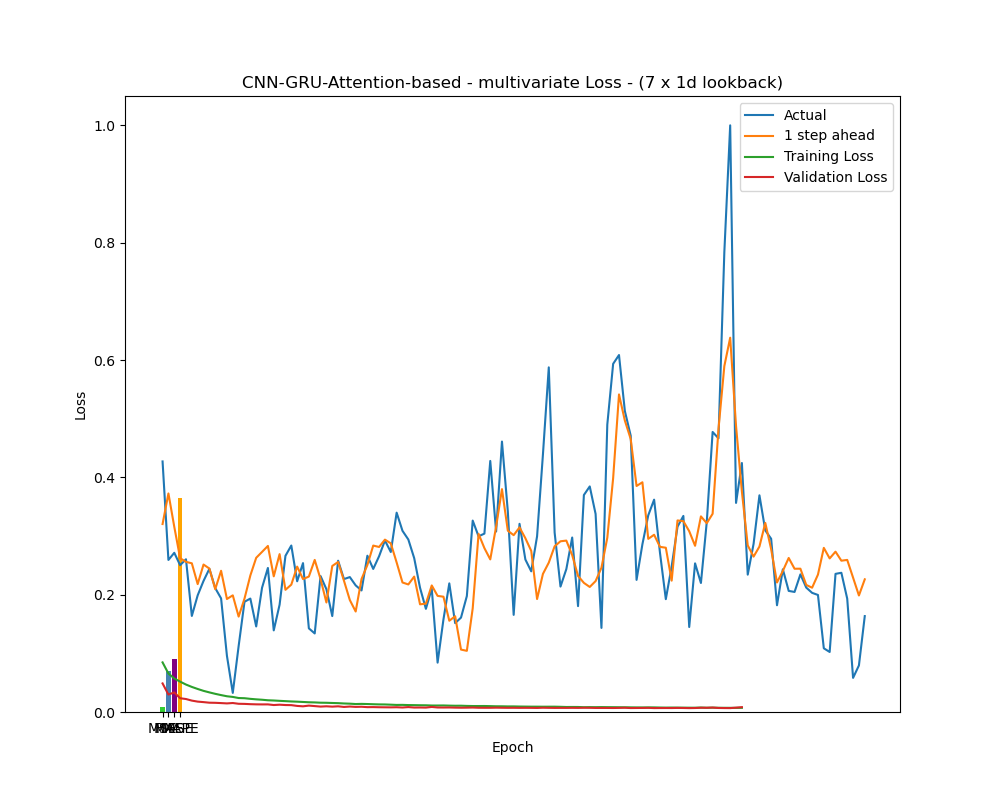 CNN-GRU-Attention-based - multivariate Loss - (7 x 1d lookback)
Actual
1 step ahead
Training Loss
Validation Loss
1.0
0.8
0.6
0.4
0.2
0.0
Loss
Epoch